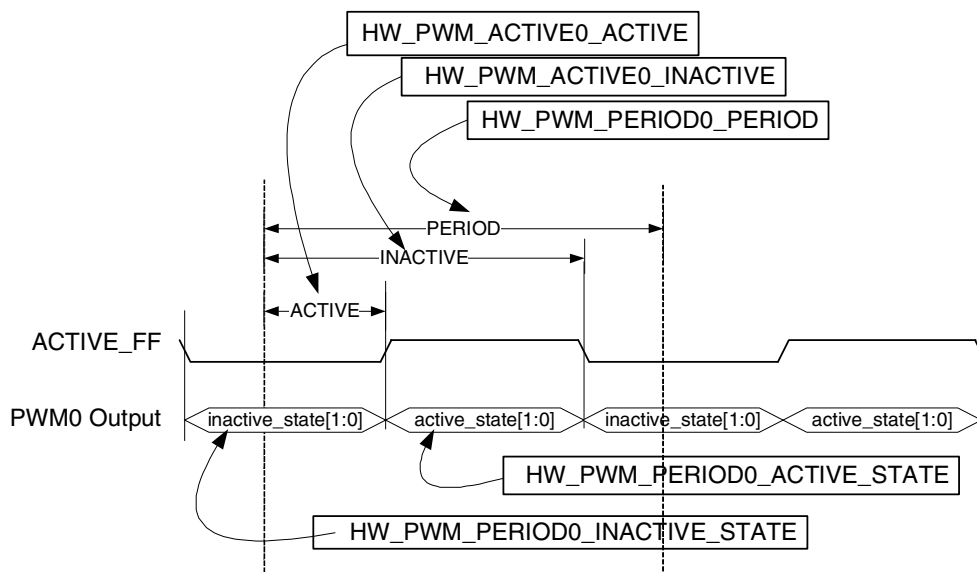 HW_PWM_ACTIVE0_ACTIVE
HW_PWM_ACTIVE0_INACTIVE
HW_PWM_PERIOD0_PERIOD
PERIOD
INACTIVE
ACTIVE
ACTIVE_FF
PWM0 Output
inactive_state[1:0]
active_state[1:0]
inactive_state[1:0]
active_state[1:0]
HW_PWM_PERIOD0_ACTIVE_STATE
HW_PWM_PERIOD0_INACTIVE_STATE